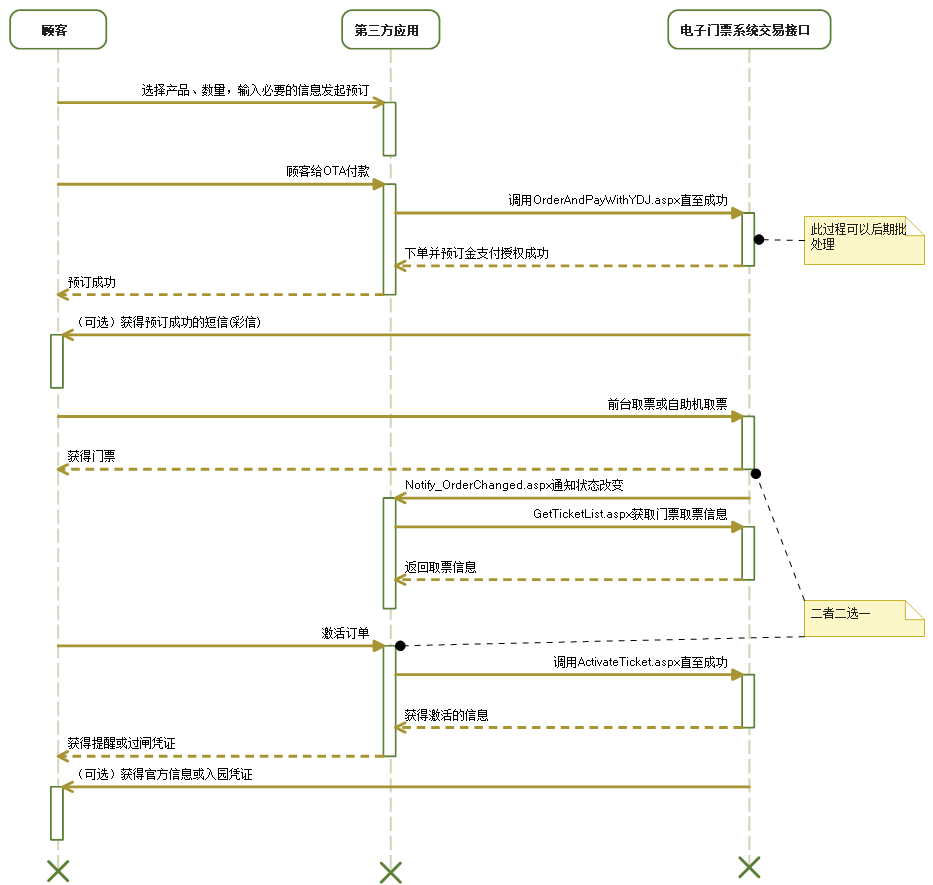 顾客
第三方应用
电子门票系统交易接口
选择产品、数量，输入必要的信息发起预订
顾客给OTA付款
调用OrderAndPayWithYDJ.aspx直至成功
此过程可以后期批
处理
下单并预订金支付授权成功
预订成功
（可选）获得预订成功的短信(彩信)
前台取票或自助机取票
获得门票
Notify_OrderChanged.aspx通知状态改变
GetTicketList.aspx获取门票取票信息
返回取票信息
二者二选一
激活订单
调用ActivateTicket.aspx直至成功
获得激活的信息
获得提醒或过闸凭证
（可选）获得官方信息或入园凭证